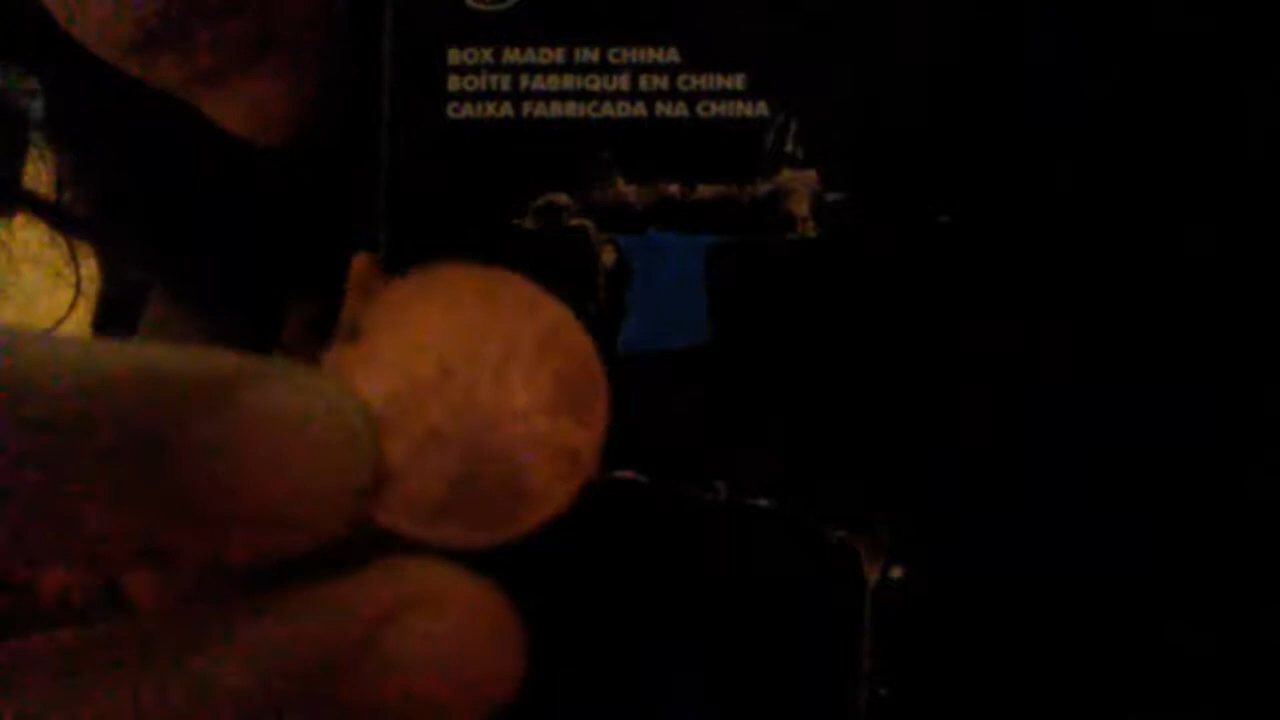 BOX MADE IN CHINA
BOÎTE FABRIQUÉ EN CHINE
CAIXA FABRICADA NA CHINA